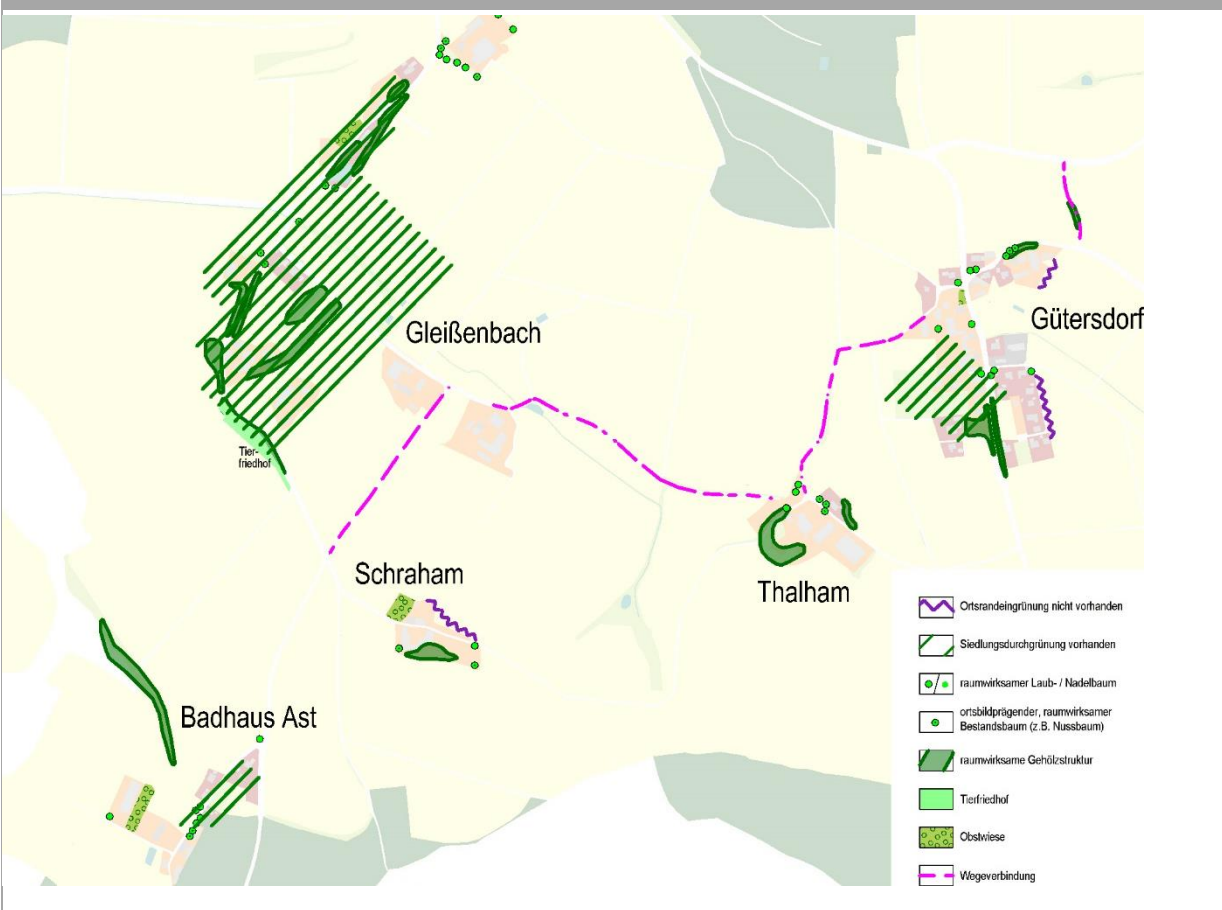 Gleißenbach
Gütersdorf
Tier-
friedhof
Schraham
Thalham
Badhaus Ast
Ortsrandeingrünung nicht vorhanden
Siedlungsdurchgrünung vorhanden
raumwirksamer Laub- / Nadelbaum
ortsbildprägender, raumwirksamer
Bestandsbaum (z.B. Nussbaum)
raumwirksame Gehölzstruktur
Tierfriedhof
Obstwiese
Wegeverbindung